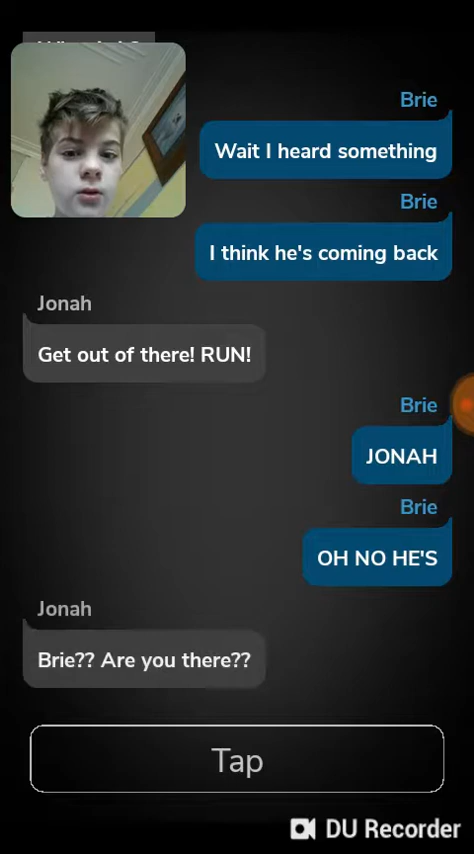 Brie
Wait I heard something
Brie
I think he's coming back
Jonah
Get out of there! RUN!
Brie
JONAH
Brie
OH NO HE'S
Jonah
Brie?? Are you there??
Tap
DU Recorder